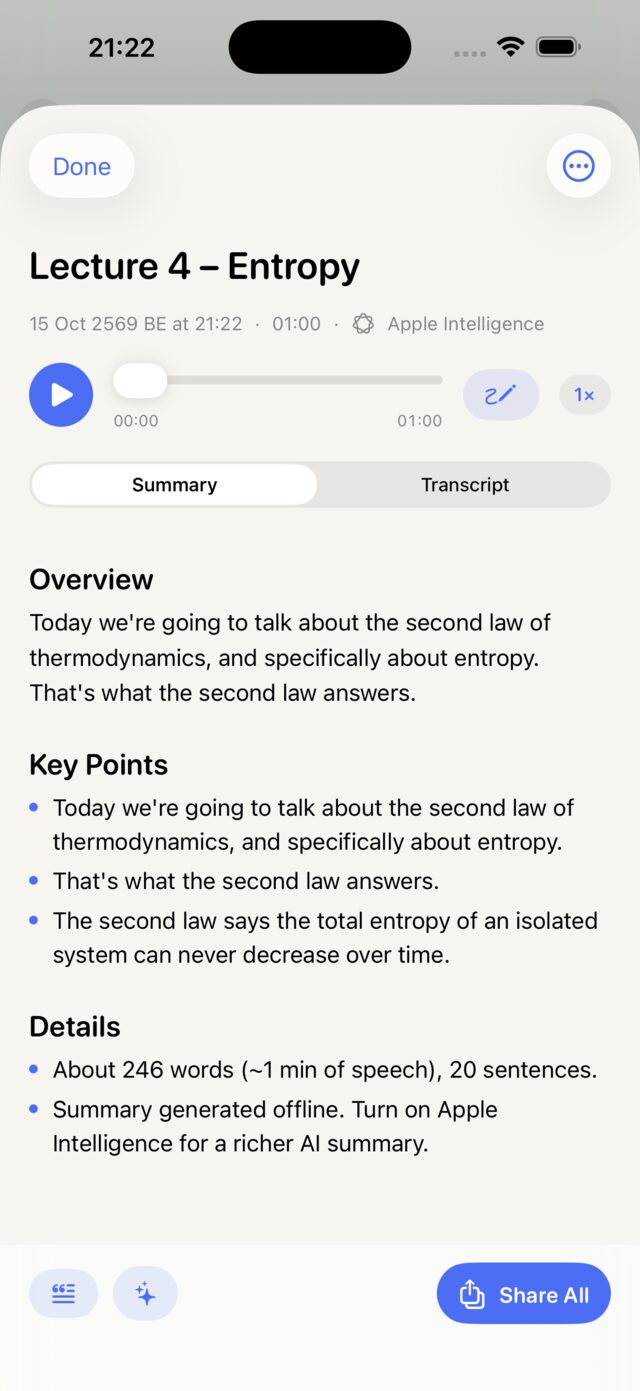 21:22
Done
Lecture 4 – Entropy
15 Oct 2569 BE at 21:22 · 01:00 · Apple Intelligence
1×
00:00
01:00
Summary
Transcript
Overview
Today we're going to talk about the second law of
thermodynamics, and specifically about entropy.
That's what the second law answers.
Key Points
• Today we're going to talk about the second law of
thermodynamics, and specifically about entropy.
• That's what the second law answers.
• The second law says the total entropy of an isolated
system can never decrease over time.
Details
• About 246 words (~1 min of speech), 20 sentences.
• Summary generated offline. Turn on Apple
Intelligence for a richer AI summary.
Share All